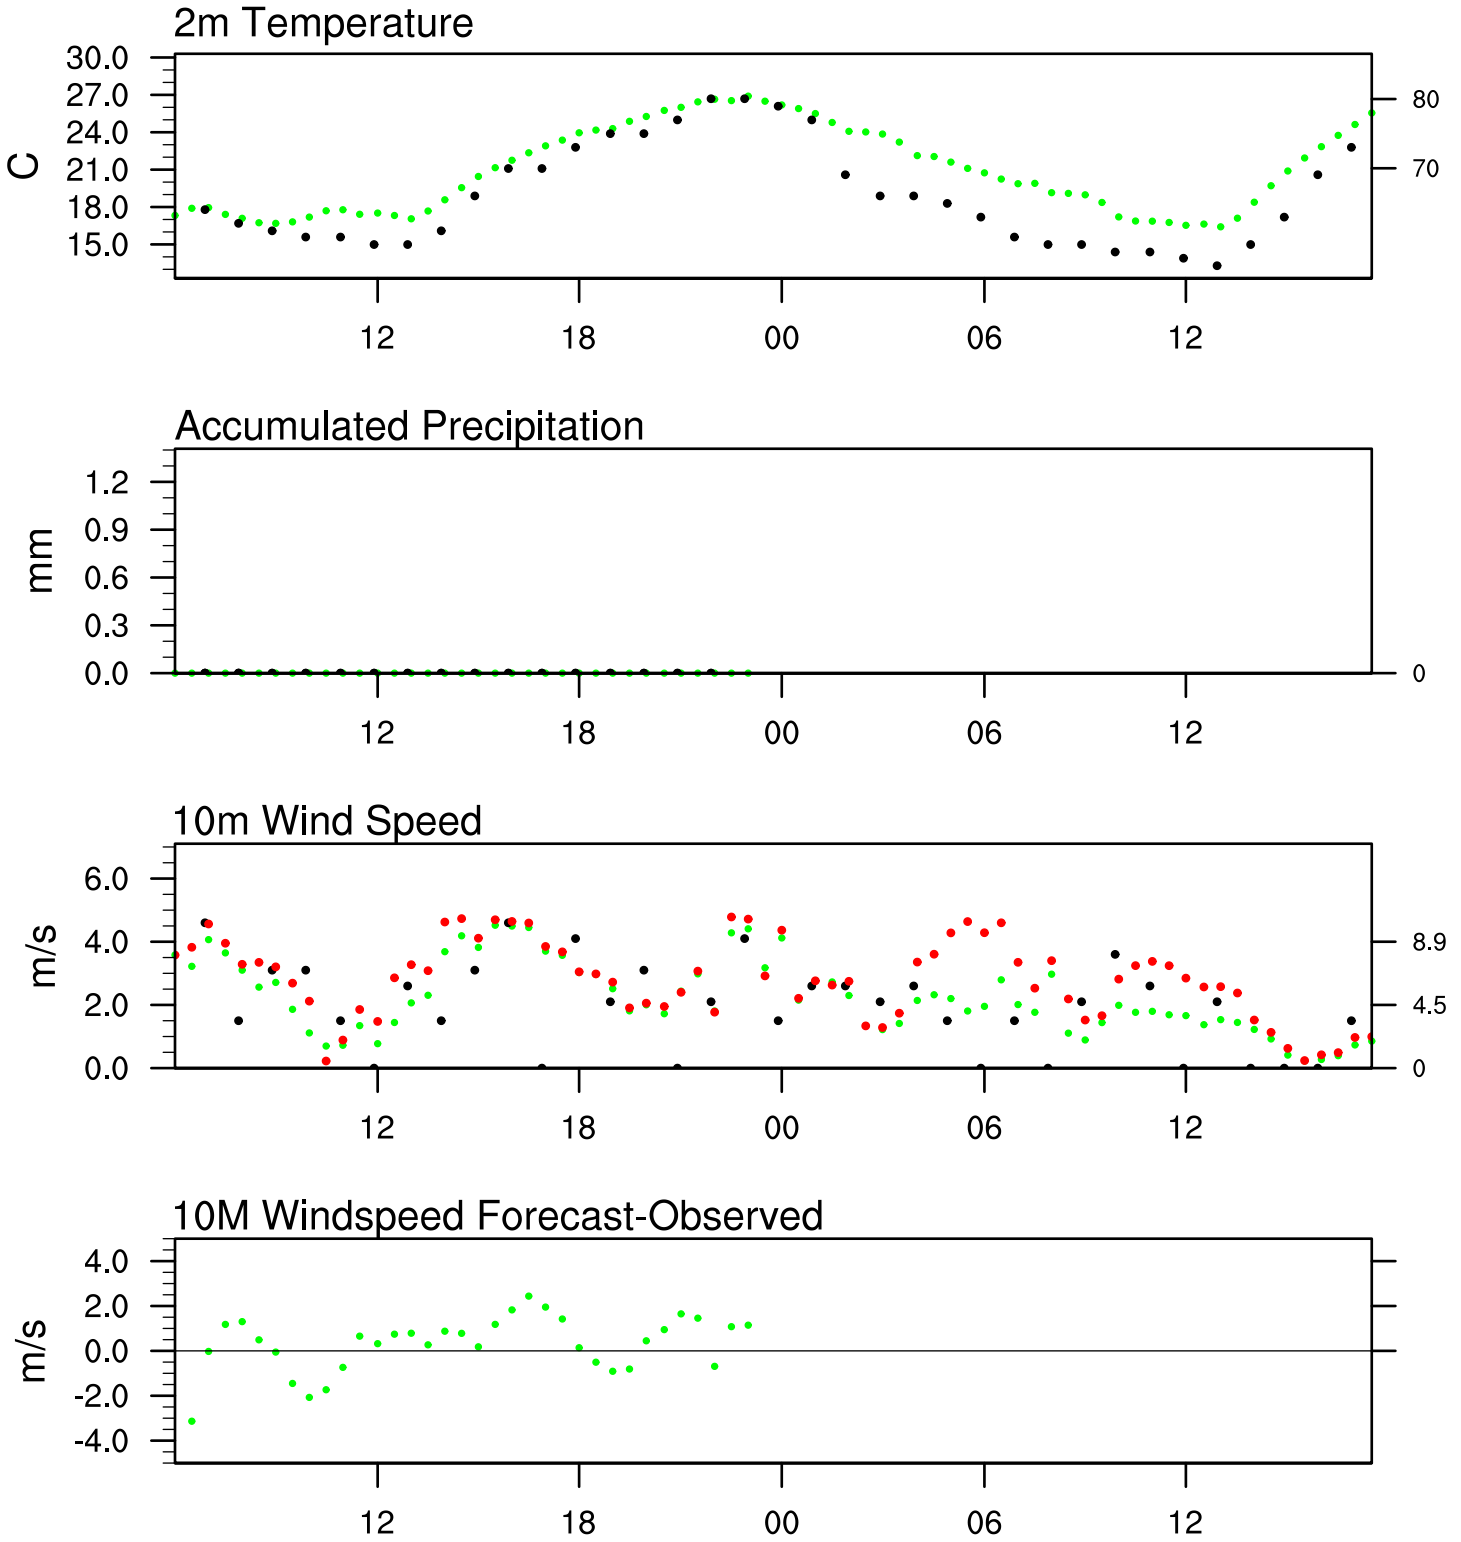 2m Temperature
30.0
27.0
24.0
21.0
18.0
15.0
C
80
70
12 18 00 06 12
Accumulated Precipitation
1.2
0.9
0.6
0.3
0.0
mm
0
12 18 00 06 12
10m Wind Speed
6.0
4.0
2.0
0.0
m/s
8.9
4.5
0
12 18 00 06 12
10M Windspeed Forecast-Observed
4.0
2.0
0.0
-2.0
-4.0
m/s
12 18 00 06 12